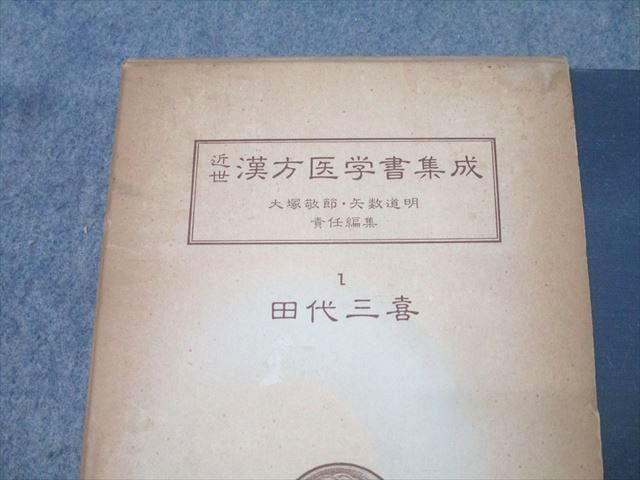 近世 漢方医学書集成
大塚敬節・矢数道明
責任編集
1
田代三喜